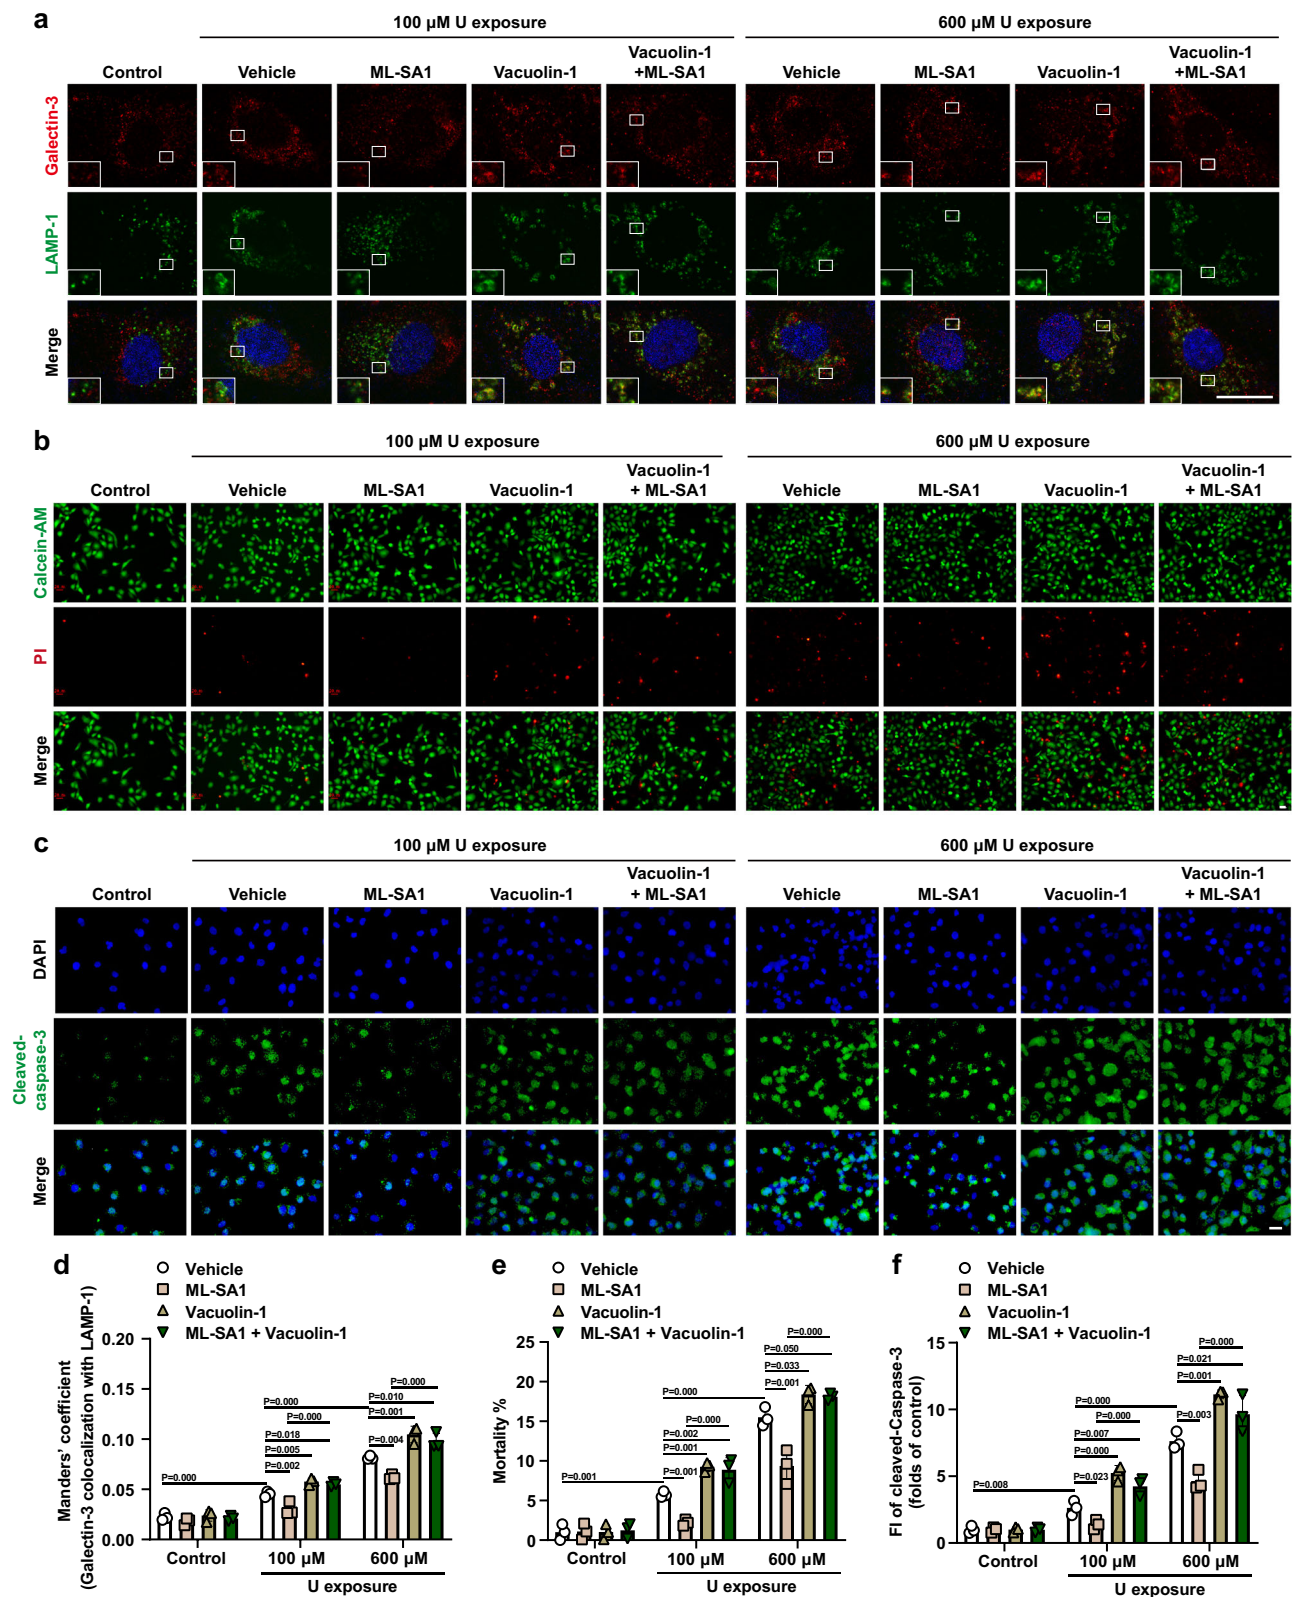 a
100 µM U exposure
600 µM U exposure
Control
Vehicle
ML-SA1
Vacuolin-1
Vacuolin-1
+ML-SA1
Vehicle
ML-SA1
Vacuolin-1
Vacuolin-1
+ML-SA1
Galectin-3
LAMP-1
Merge
b
100 µM U exposure
600 µM U exposure
Control
Vehicle
ML-SA1
Vacuolin-1
Vacuolin-1
+ ML-SA1
Vehicle
ML-SA1
Vacuolin-1
Vacuolin-1
+ ML-SA1
Calcein-AM
PI
Merge
c
100 µM U exposure
600 µM U exposure
Control
Vehicle
ML-SA1
Vacuolin-1
Vacuolin-1
+ ML-SA1
Vehicle
ML-SA1
Vacuolin-1
Vacuolin-1
+ ML-SA1
DAPI
Cleaved-
caspase-3
Merge
d
Vehicle
ML-SA1
Vacuolin-1
ML-SA1 + Vacuolin-1
Manders' coefficient
(Galectin-3 colocalization with LAMP-1)
0.20
0.15
0.10
0.05
0.00
P=0.000
P=0.000
P=0.000
P=0.018
P=0.005
P=0.002
P=0.000
P=0.010
P=0.001
P=0.004
Control
100 µM
600 µM
U exposure
e
Vehicle
ML-SA1
Vacuolin-1
ML-SA1 + Vacuolin-1
Mortality %
25
20
15
10
5
0
P=0.001
P=0.000
P=0.000
P=0.002
P=0.001
P=0.001
P=0.000
P=0.050
P=0.033
P=0.001
Control
100 µM
600 µM
U exposure
f
Vehicle
ML-SA1
Vacuolin-1
ML-SA1 + Vacuolin-1
FI of cleaved-Caspase-3
(folds of control)
15
10
5
0
P=0.008
P=0.000
P=0.000
P=0.007
P=0.000
P=0.023
P=0.000
P=0.021
P=0.001
P=0.003
Control
100 µM
600 µM
U exposure